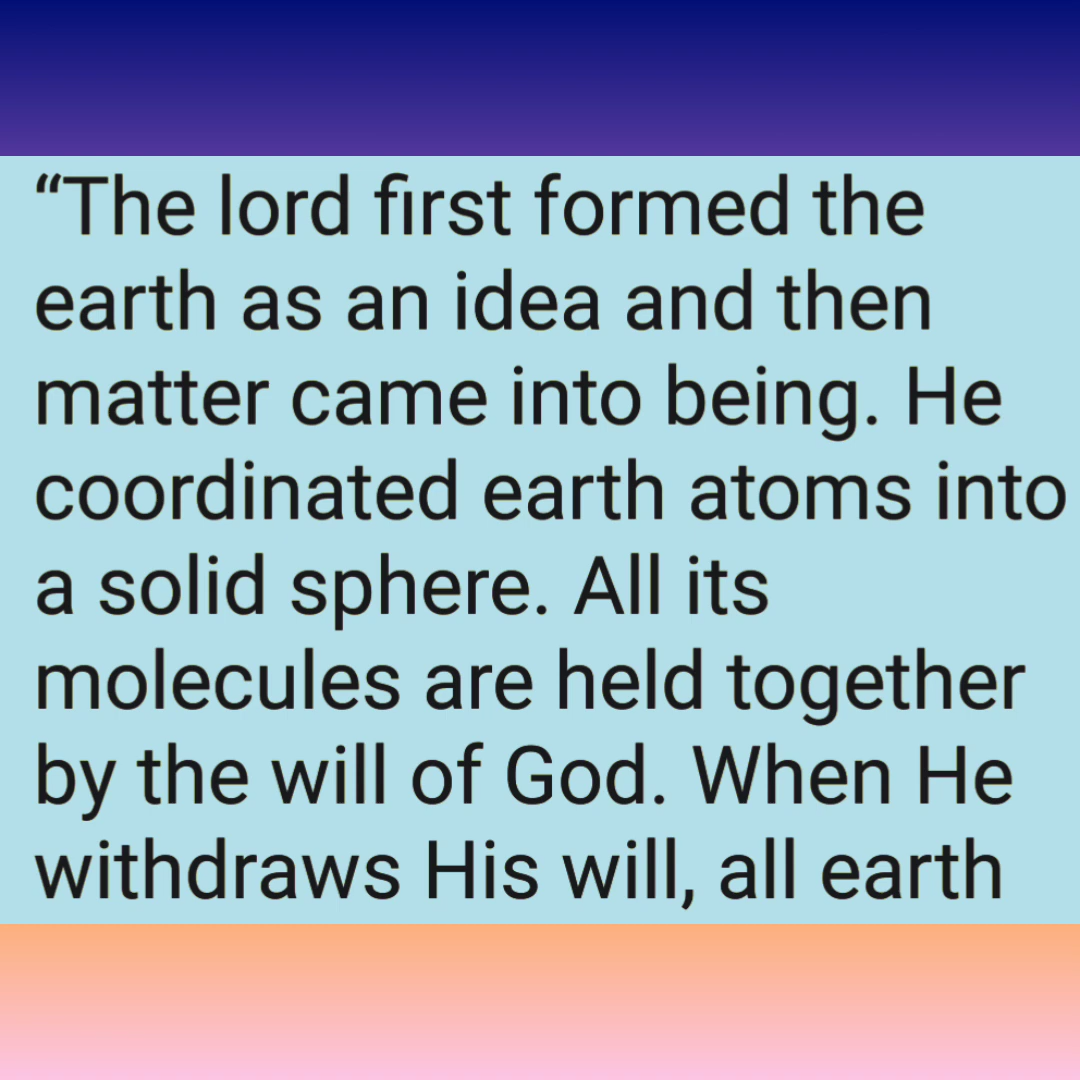 “The lord first formed the
earth as an idea and then
matter came into being. He
coordinated earth atoms into
a solid sphere. All its
molecules are held together
by the will of God. When He
withdraws His will, all earth